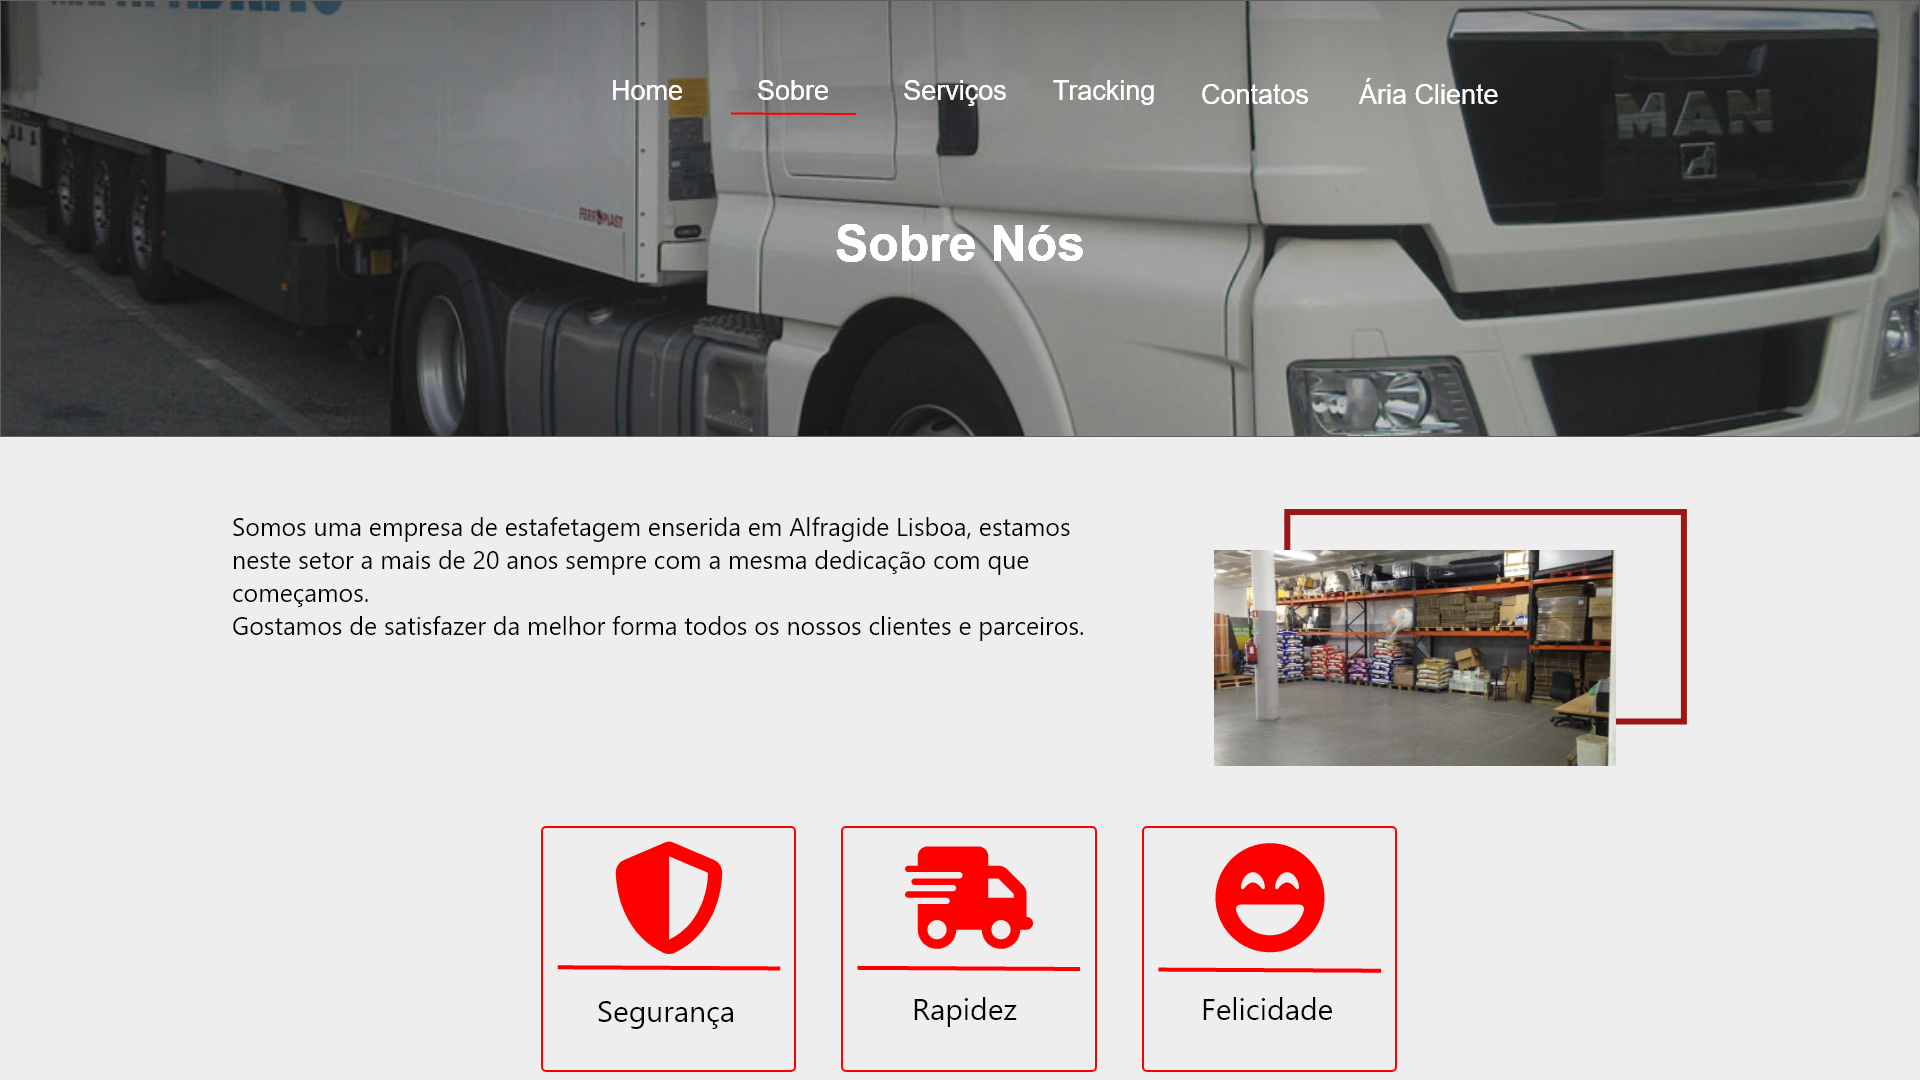 Home Sobre Serviços Tracking Contatos Ária Cliente
MAN
FERROPLAST
Sobre Nós
Somos uma empresa de estafetagem enserida em Alfragide Lisboa, estamos
neste setor a mais de 20 anos sempre com a mesma dedicação com que
começamos.
Gostamos de satisfazer da melhor forma todos os nossos clientes e parceiros.
Segurança Rapidez Felicidade